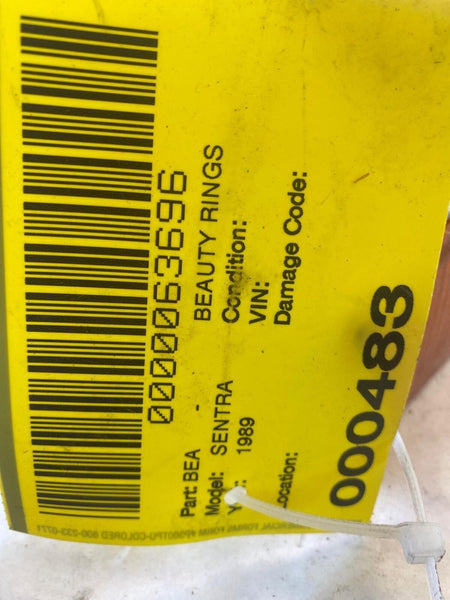 0000063696
Part: BEA - BEAUTY RINGS
Model: SENTRA Condition:
1989 VIN:
Location: Damage Code:
000483